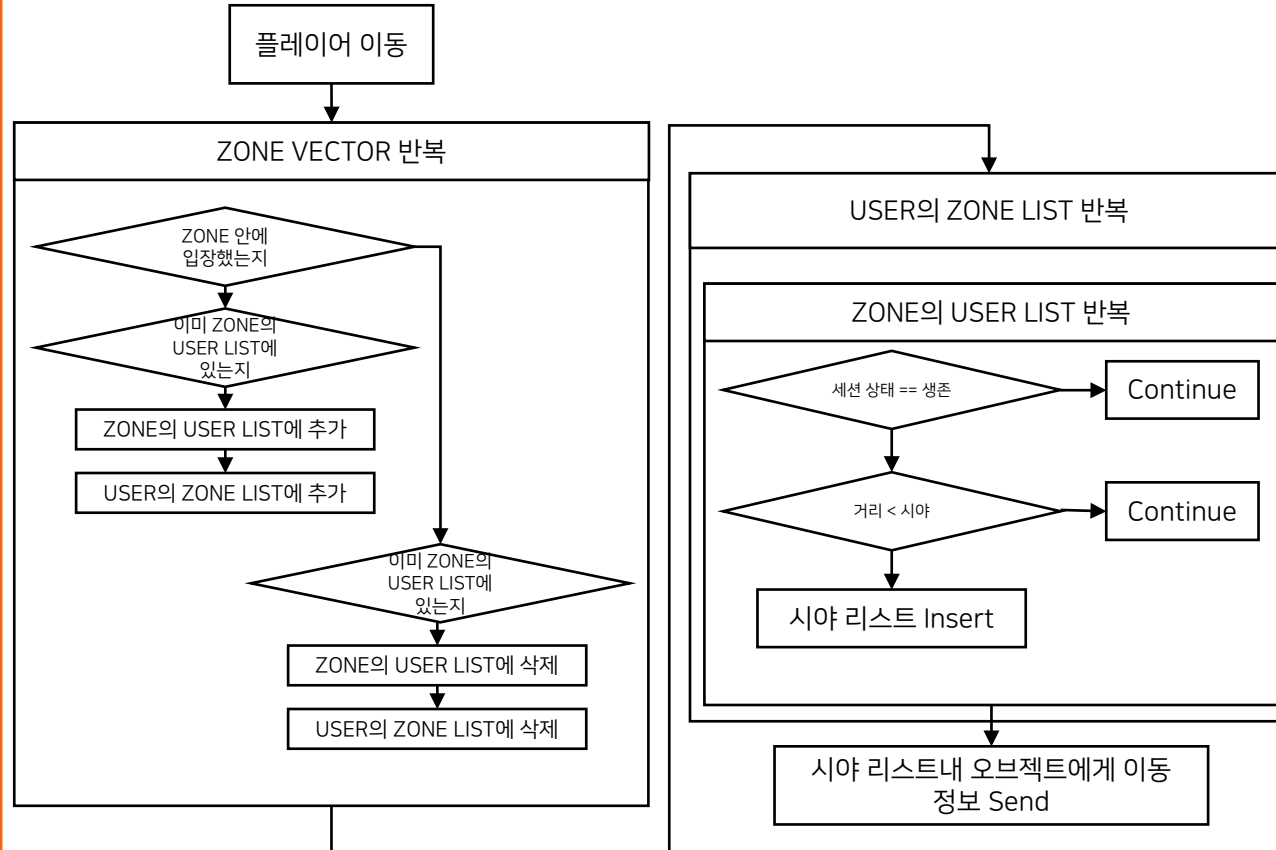 플레이어 이동
ZONE VECTOR 반복
ZONE 안에
입장했는지
이미 ZONE의
USER LIST에
있는지
ZONE의 USER LIST에 추가
USER의 ZONE LIST에 추가
이미 ZONE의
USER LIST에
있는지
ZONE의 USER LIST에 삭제
USER의 ZONE LIST에 삭제
USER의 ZONE LIST 반복
ZONE의 USER LIST 반복
세션 상태 == 생존
Continue
거리 < 시야
Continue
시야 리스트 Insert
시야 리스트내 오브젝트에게 이동
정보 Send